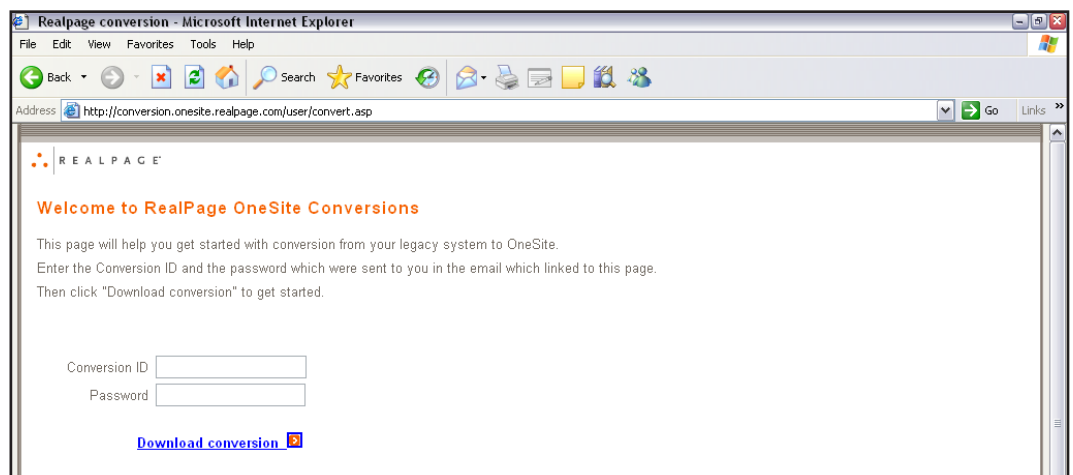 Realpage conversion - Microsoft Internet Explorer
File Edit View Favorites Tools Help
Back Search Favorites
Address http://conversion.onesite.realpage.com/user/convert.asp Go Links »
REALPAGE
Welcome to RealPage OneSite Conversions
This page will help you get started with conversion from your legacy system to OneSite.
Enter the Conversion ID and the password which were sent to you in the email which linked to this page.
Then click "Download conversion" to get started.
Conversion ID
Password
Download conversion